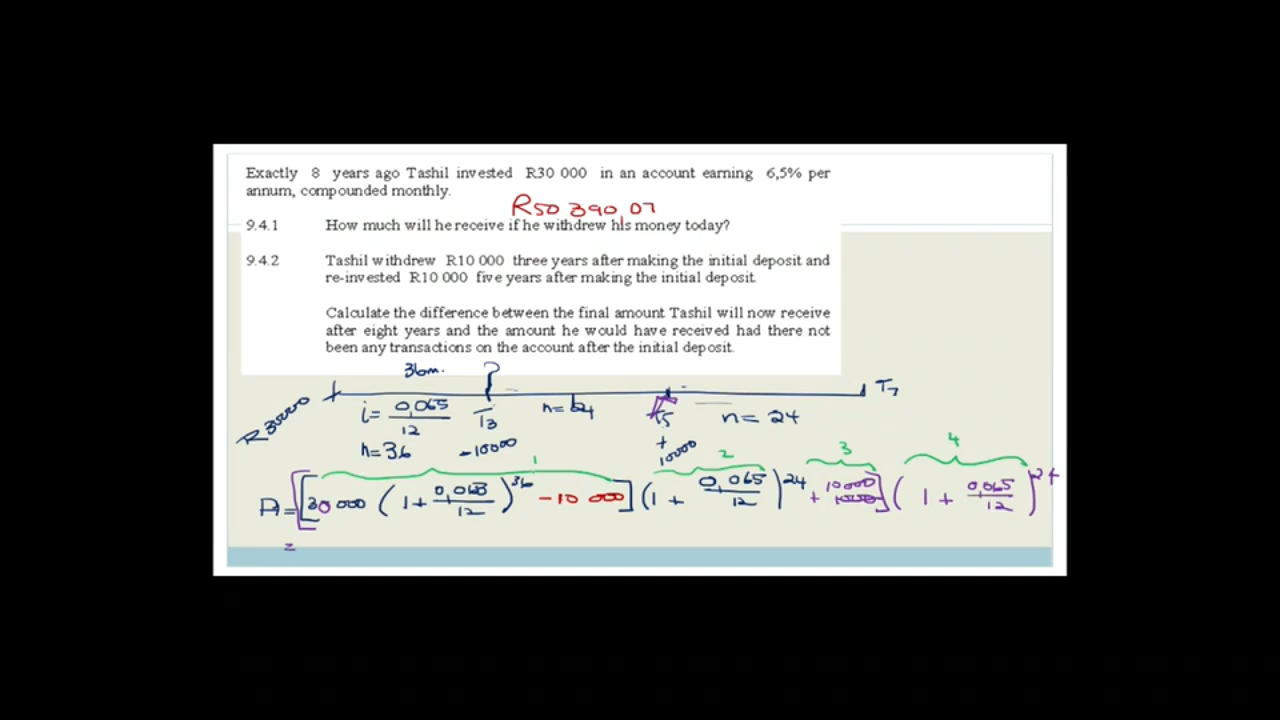 Exactly 8 years ago Tashil invested R30 000 in an account earning 6,5% per
annum, compounded monthly.
R50 390,07
9.4.1 How much will he receive if he withdrew his money today?
9.4.2 Tashil withdrew R10 000 three years after making the initial deposit and
re-invested R10 000 five years after making the initial deposit.
Calculate the difference between the final amount Tashil will now receive
after eight years and the amount he would have received had there not
been any transactions on the account after the initial deposit.
36m.
R30000 T3 T5 T7
i = 0,065/12 n = 24 n = 24
n = 36 -10000 + 10000
1 2 3 4
A = [[30 000 (1 + 0,065/12)^36 - 10 000] (1 + 0,065/12)^24 + 10000] (1 + 0,065/12)^24
=